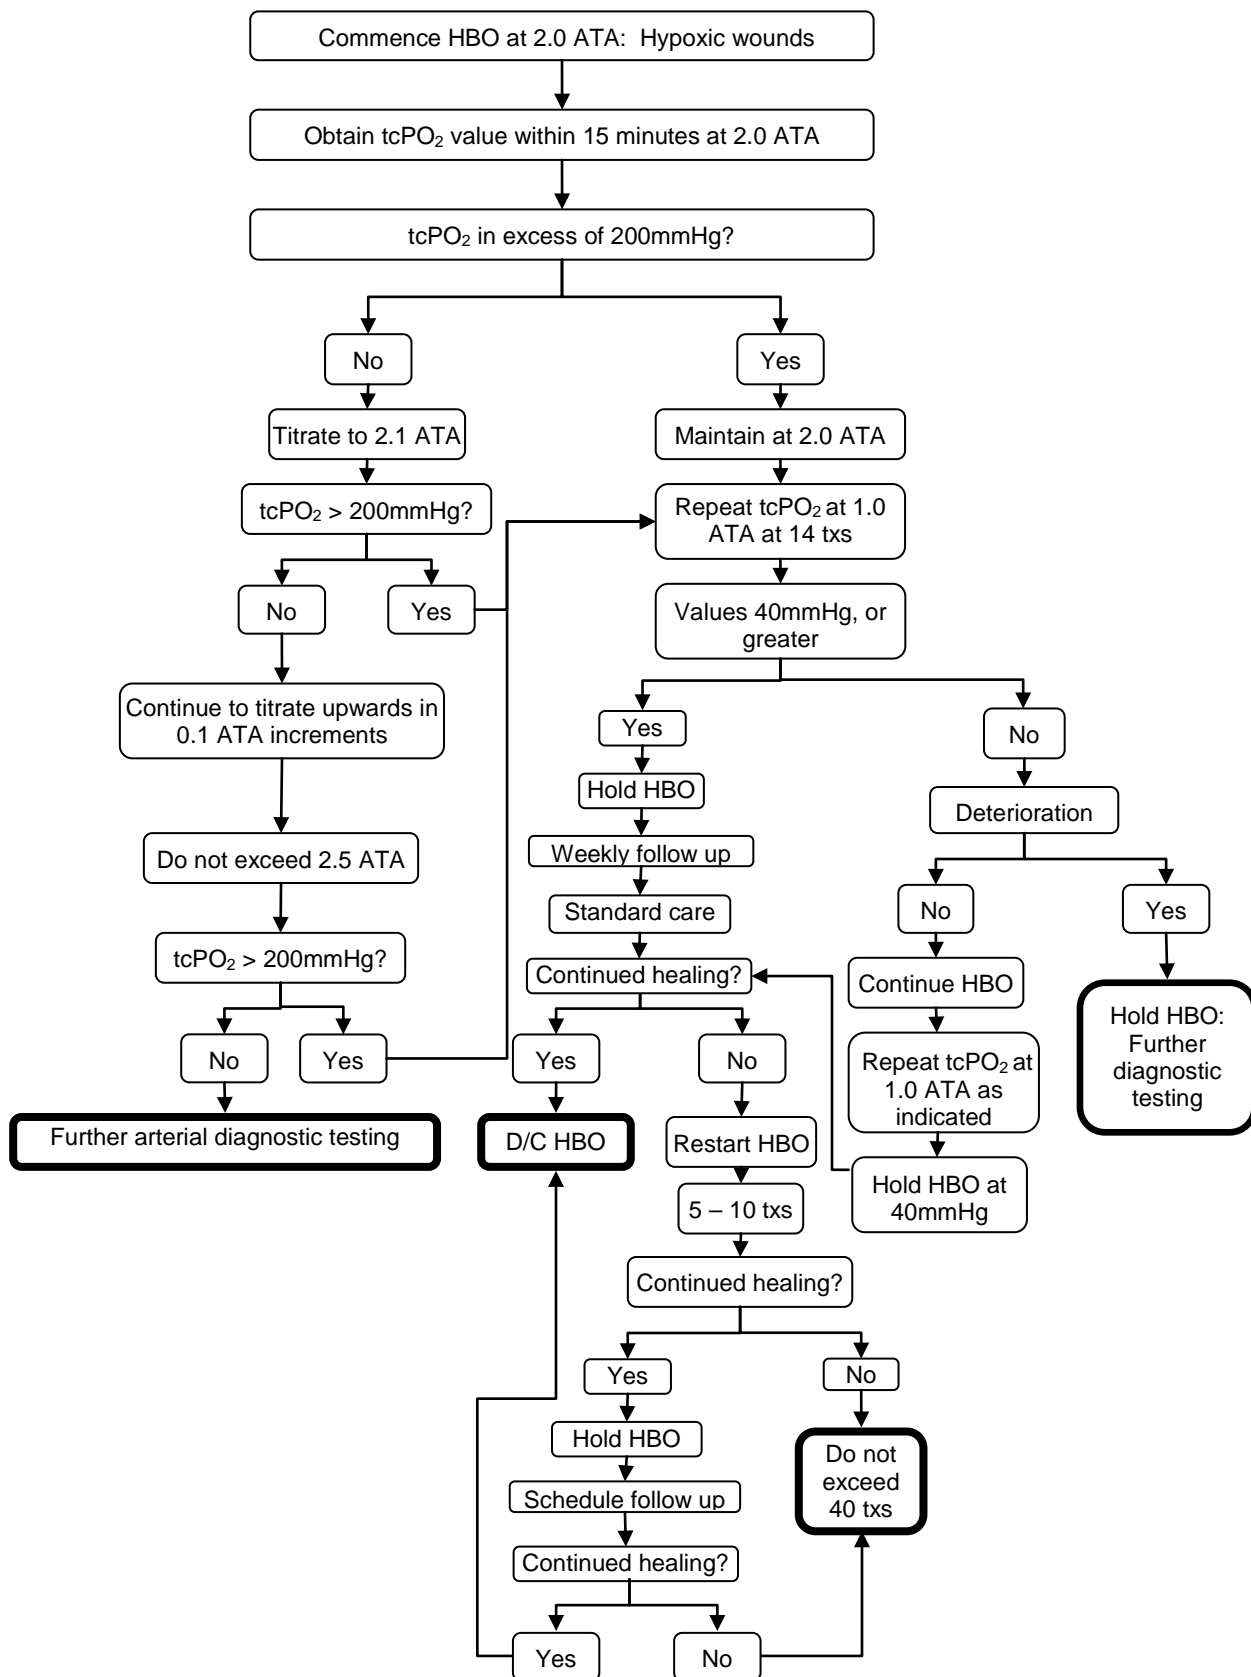 Commence HBO at 2.0 ATA:  Hypoxic wounds
Obtain tcPO₂ value within 15 minutes at 2.0 ATA
tcPO₂ in excess of 200mmHg?
No
Yes
Titrate to 2.1 ATA
Maintain at 2.0 ATA
tcPO₂ > 200mmHg?
Repeat tcPO₂ at 1.0
ATA at 14 txs
No
Yes
Values 40mmHg, or
greater
Continue to titrate upwards in
0.1 ATA increments
Yes
No
Hold HBO
Deterioration
Do not exceed 2.5 ATA
Weekly follow up
Standard care
No
Yes
tcPO₂ > 200mmHg?
Continued healing?
Continue HBO
Hold HBO:
Further
diagnostic
testing
No
Yes
Yes
No
Repeat tcPO₂ at
1.0 ATA as
indicated
Further arterial diagnostic testing
D/C HBO
Restart HBO
Hold HBO at
40mmHg
5 – 10 txs
Continued healing?
Yes
No
Hold HBO
Do not
exceed
40 txs
Schedule follow up
Continued healing?
Yes
No